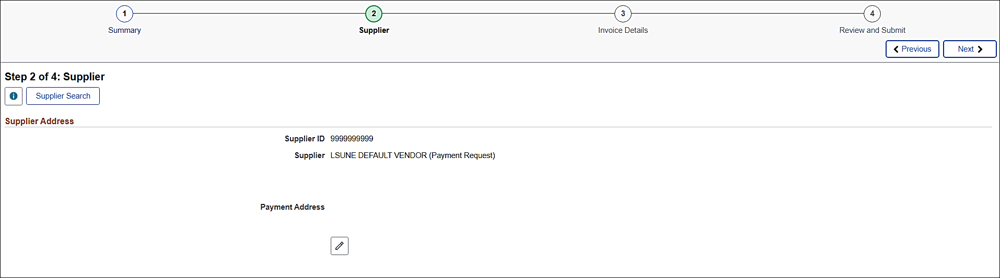 1
2
3
4
Summary
Supplier
Invoice Details
Review and Submit
Previous
Next
Step 2 of 4: Supplier
Supplier Search
Supplier Address
Supplier ID 9999999999
Supplier LSUNE DEFAULT VENDOR (Payment Request)
Payment Address